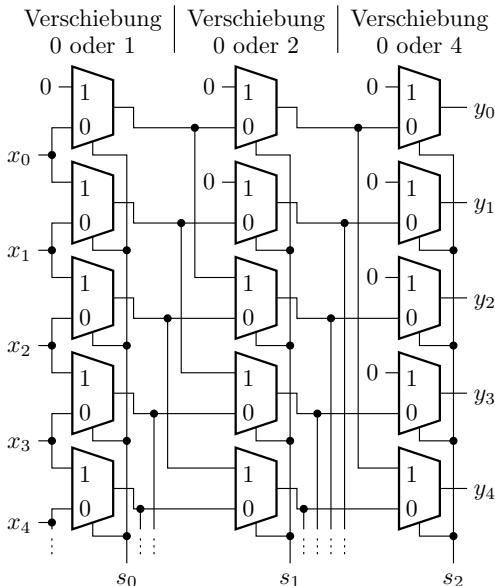 Verschiebung 0 oder 1
Verschiebung 0 oder 2
Verschiebung 0 oder 4
0 1 0 1 0 1 y0
0 0 0
x0
1 0 1 0 1 y1
0 0 0
x1
1 1 0 1 y2
0 0 0
x2
1 1 0 1 y3
0 0 0
x3
1 1 1 y4
0 0 0
x4
s0 s1 s2